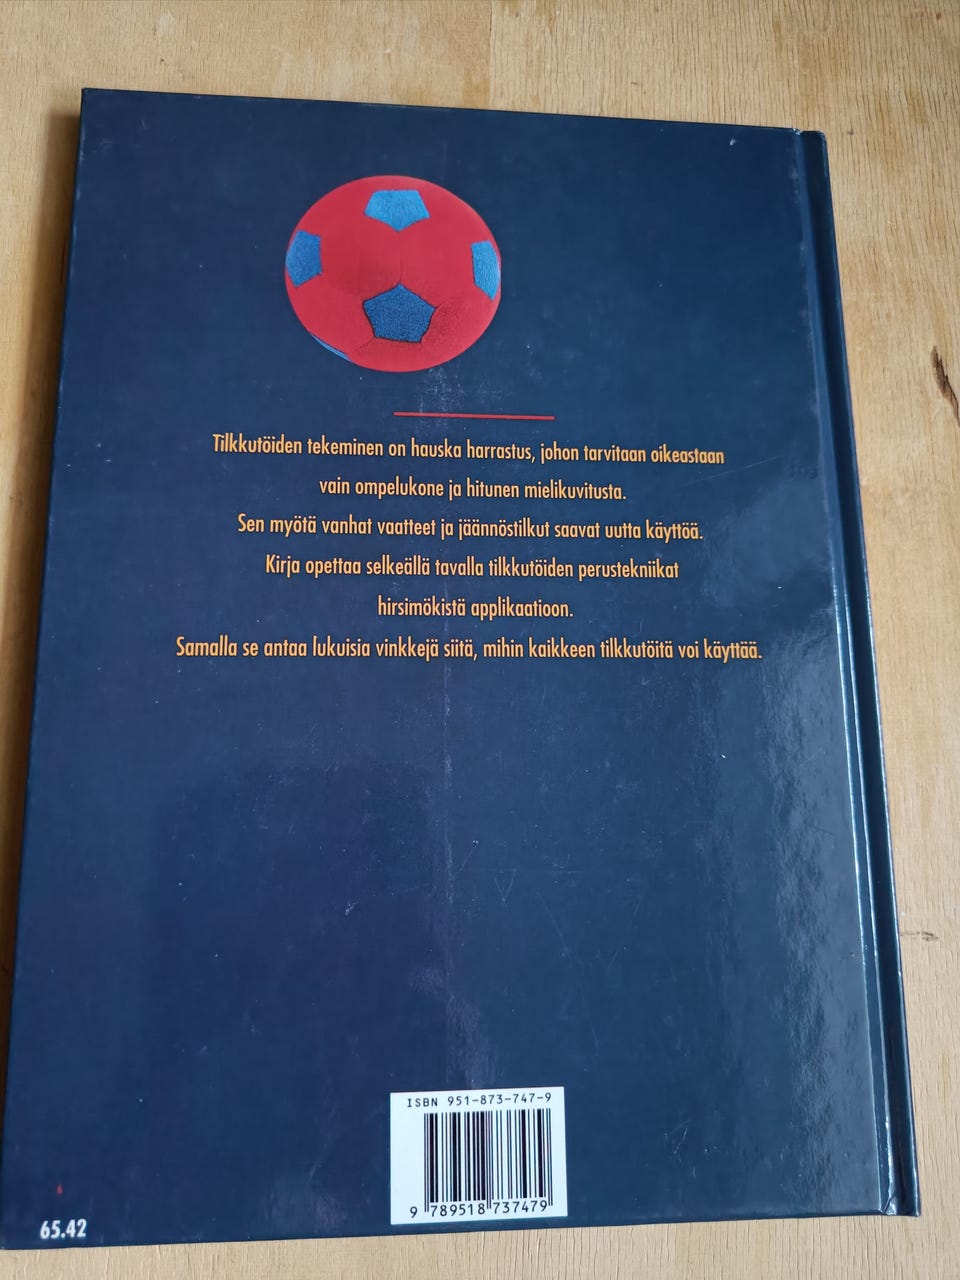 Tilkkutöiden tekeminen on hauska harrastus, johon tarvitaan oikeastaan
vain ompelukone ja hitunen mielikuvitusta.
Sen myötä vanhat vaatteet ja jäännöstilkut saavat uutta käyttöä.
Kirja opettaa selkeällä tavalla tilkkutöiden perustekniikat
hirsimökistä applikaatioon.
Samalla se antaa lukuisia vinkkejä siitä, mihin kaikkeen tilkkutöitä voi käyttää.
ISBN 951-873-747-9
9 789518 737479
65.42